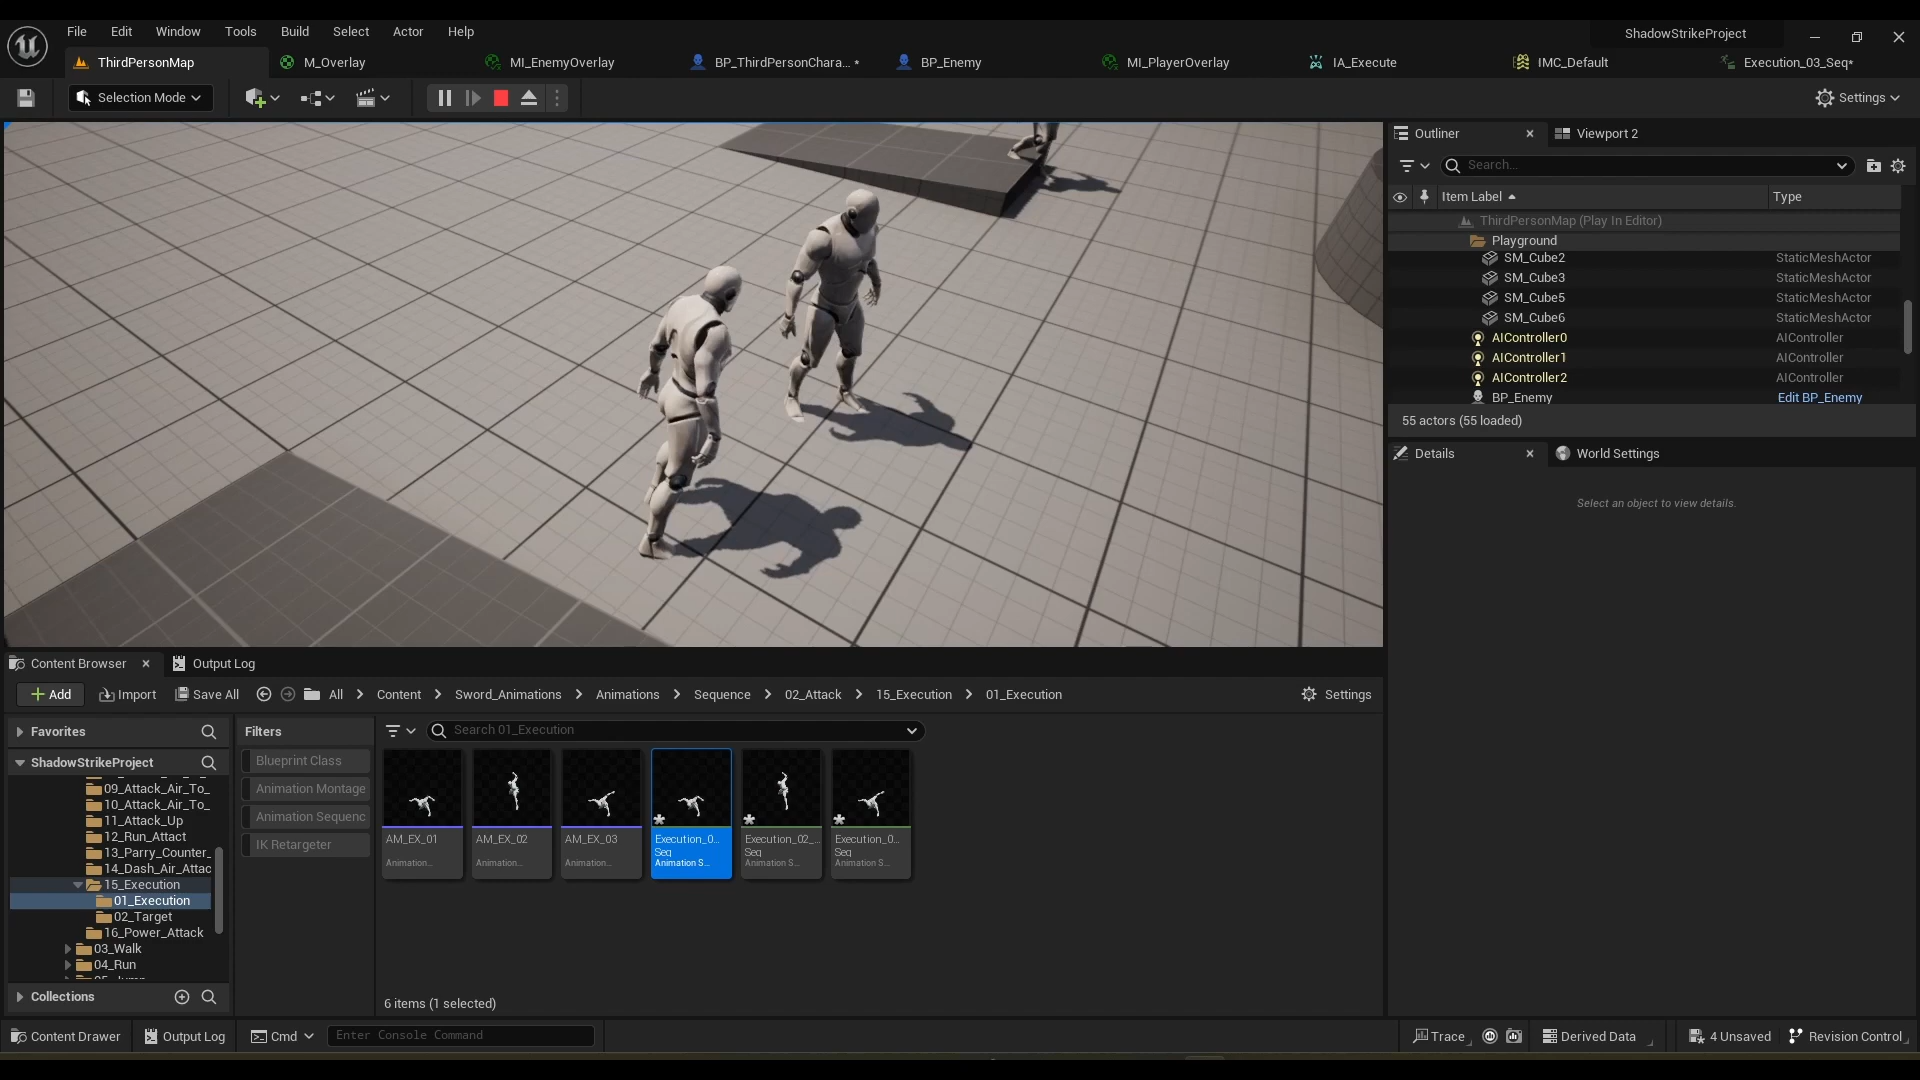 File Edit Window Tools Build Select Actor Help
ShadowStrikeProject
ThirdPersonMap M_Overlay MI_EnemyOverlay BP_ThirdPersonChara... * BP_Enemy MI_PlayerOverlay IA_Execute IMC_Default Execution_03_Seq*
Selection Mode
Settings
Outliner Viewport 2
Search...
Item Label Type
ThirdPersonMap (Play In Editor)
Playground
SM_Cube2 StaticMeshActor
SM_Cube3 StaticMeshActor
SM_Cube5 StaticMeshActor
SM_Cube6 StaticMeshActor
AIController0 AIController
AIController1 AIController
AIController2 AIController
BP_Enemy Edit BP_Enemy
55 actors (55 loaded)
Details World Settings
Select an object to view details.
Content Browser Output Log
Add Import Save All All Content Sword_Animations Animations Sequence 02_Attack 15_Execution 01_Execution Settings
Favorites
ShadowStrikeProject
09_Attack_Air_To_
10_Attack_Air_To_
11_Attack_Up
12_Run_Attact
13_Parry_Counter_
14_Dash_Air_Attac
15_Execution
01_Execution
02_Target
16_Power_Attack
03_Walk
04_Run
Collections
Filters
Blueprint Class
Animation Montage
Animation Sequenc
IK Retargeter
Search 01_Execution
AM_EX_01
Animation...
AM_EX_02
Animation...
AM_EX_03
Animation...
Execution_0...
Seq
Animation S...
Execution_02_...
Seq
Animation S...
Execution_0...
Seq
Animation S...
6 items (1 selected)
Content Drawer Output Log Cmd Enter Console Command Trace Derived Data 4 Unsaved Revision Control